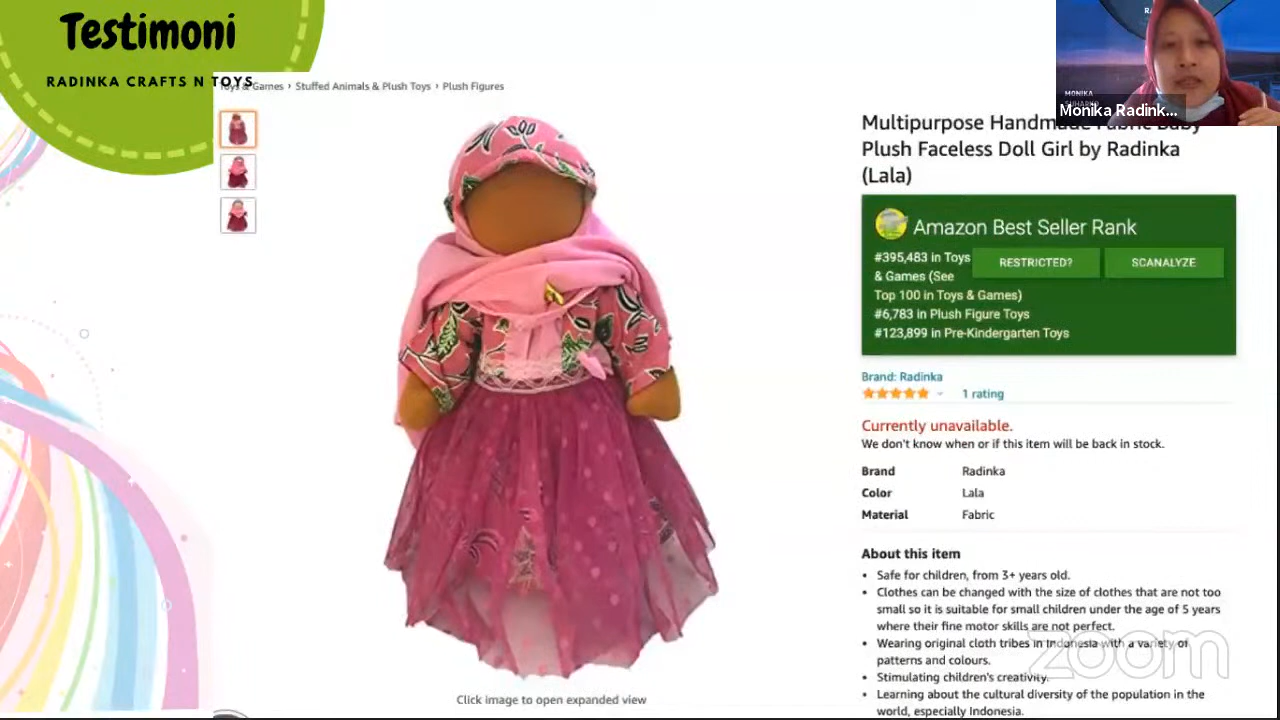 Testimoni
RADINKA CRAFTS N TOYS
Toys & Games › Stuffed Animals & Plush Toys › Plush Figures
MONIKA
Monika Radink...
Multipurpose Handmade Fabric Baby
Plush Faceless Doll Girl by Radinka
(Lala)
Amazon Best Seller Rank
#395,483 in Toys
& Games (See
Top 100 in Toys & Games)
RESTRICTED?
SCANALYZE
#6,783 in Plush Figure Toys
#123,899 in Pre-Kindergarten Toys
Brand: Radinka
1 rating
Currently unavailable.
We don't know when or if this item will be back in stock.
Brand Radinka
Color Lala
Material Fabric
About this item
• Safe for children, from 3+ years old.
• Clothes can be changed with the size of clothes that are not too
small so it is suitable for small children under the age of 5 years
where their fine motor skills are not perfect.
• Wearing original cloth tribes in Indonesia with a variety of
patterns and colours.
• Stimulating children's creativity.
• Learning about the cultural diversity of the population in the
world, especially Indonesia.
zoom
Click image to open expanded view